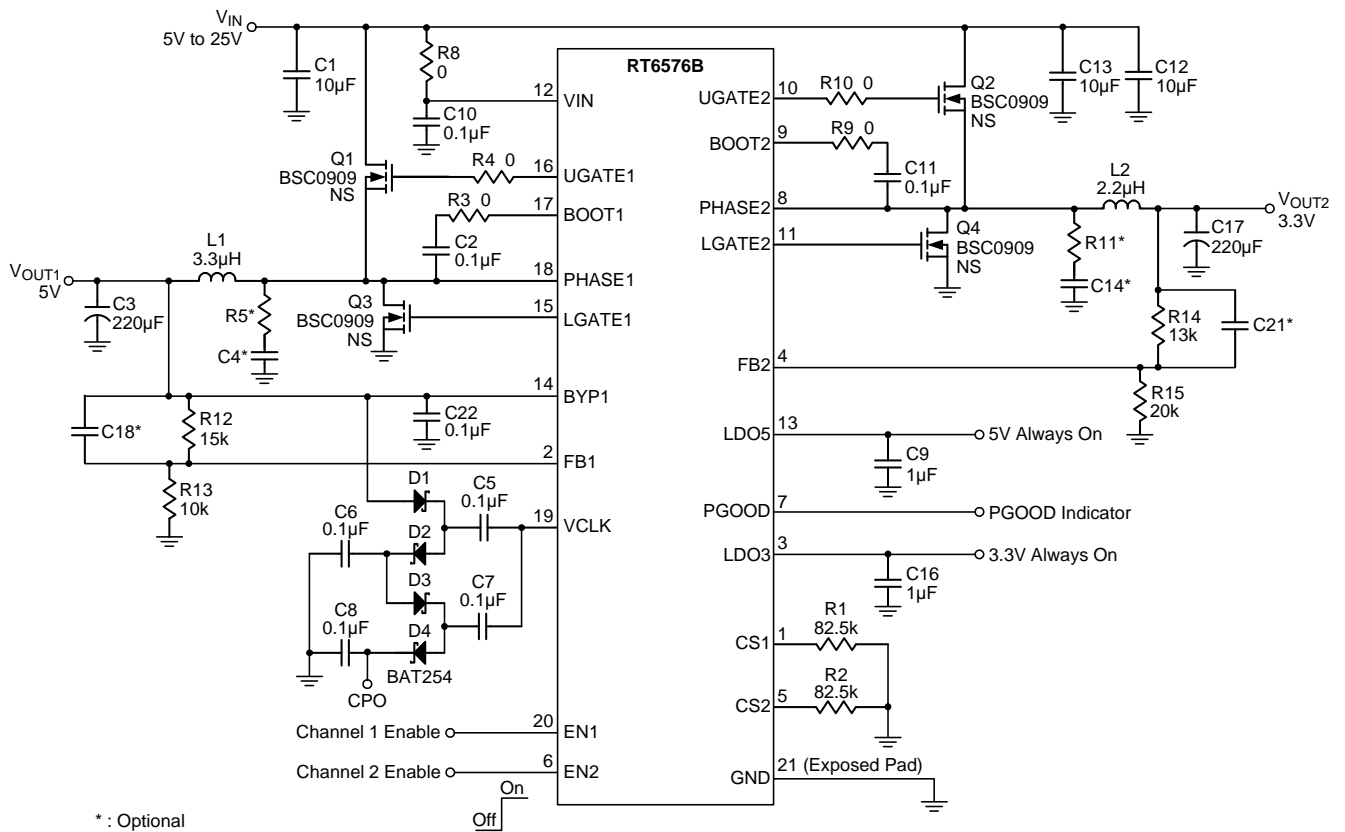 VIN
5V to 25V
C1
10µF
R8
0
12
VIN
C10
0.1µF
RT6576B
UGATE2
10
R10 0
Q2
BSC0909
NS
C13
10µF
C12
10µF
BOOT2
9
R9 0
C11
0.1µF
Q1
BSC0909
NS
R4 0
16
UGATE1
R3 0
17
BOOT1
C2
0.1µF
PHASE2
8
L2
2.2µH
VOUT2
3.3V
LGATE2
11
Q4
BSC0909
NS
R11*
C14*
C17
220µF
L1
3.3µH
18
PHASE1
VOUT1
5V
C3
220µF
R5*
C4*
Q3
BSC0909
NS
15
LGATE1
R14
13k
C21*
FB2
4
R15
20k
14
BYP1
C18*
R12
15k
C22
0.1µF
2
FB1
R13
10k
LDO5
13
5V Always On
C9
1µF
D1
C5
0.1µF
19
VCLK
C6
0.1µF
D2
D3
C7
0.1µF
C8
0.1µF
D4
BAT254
CPO
PGOOD
7
PGOOD Indicator
LDO3
3
3.3V Always On
C16
1µF
R1
82.5k
CS1
1
R2
82.5k
CS2
5
Channel 1 Enable
20
EN1
Channel 2 Enable
6
EN2
GND
21 (Exposed Pad)
On
Off
* : Optional